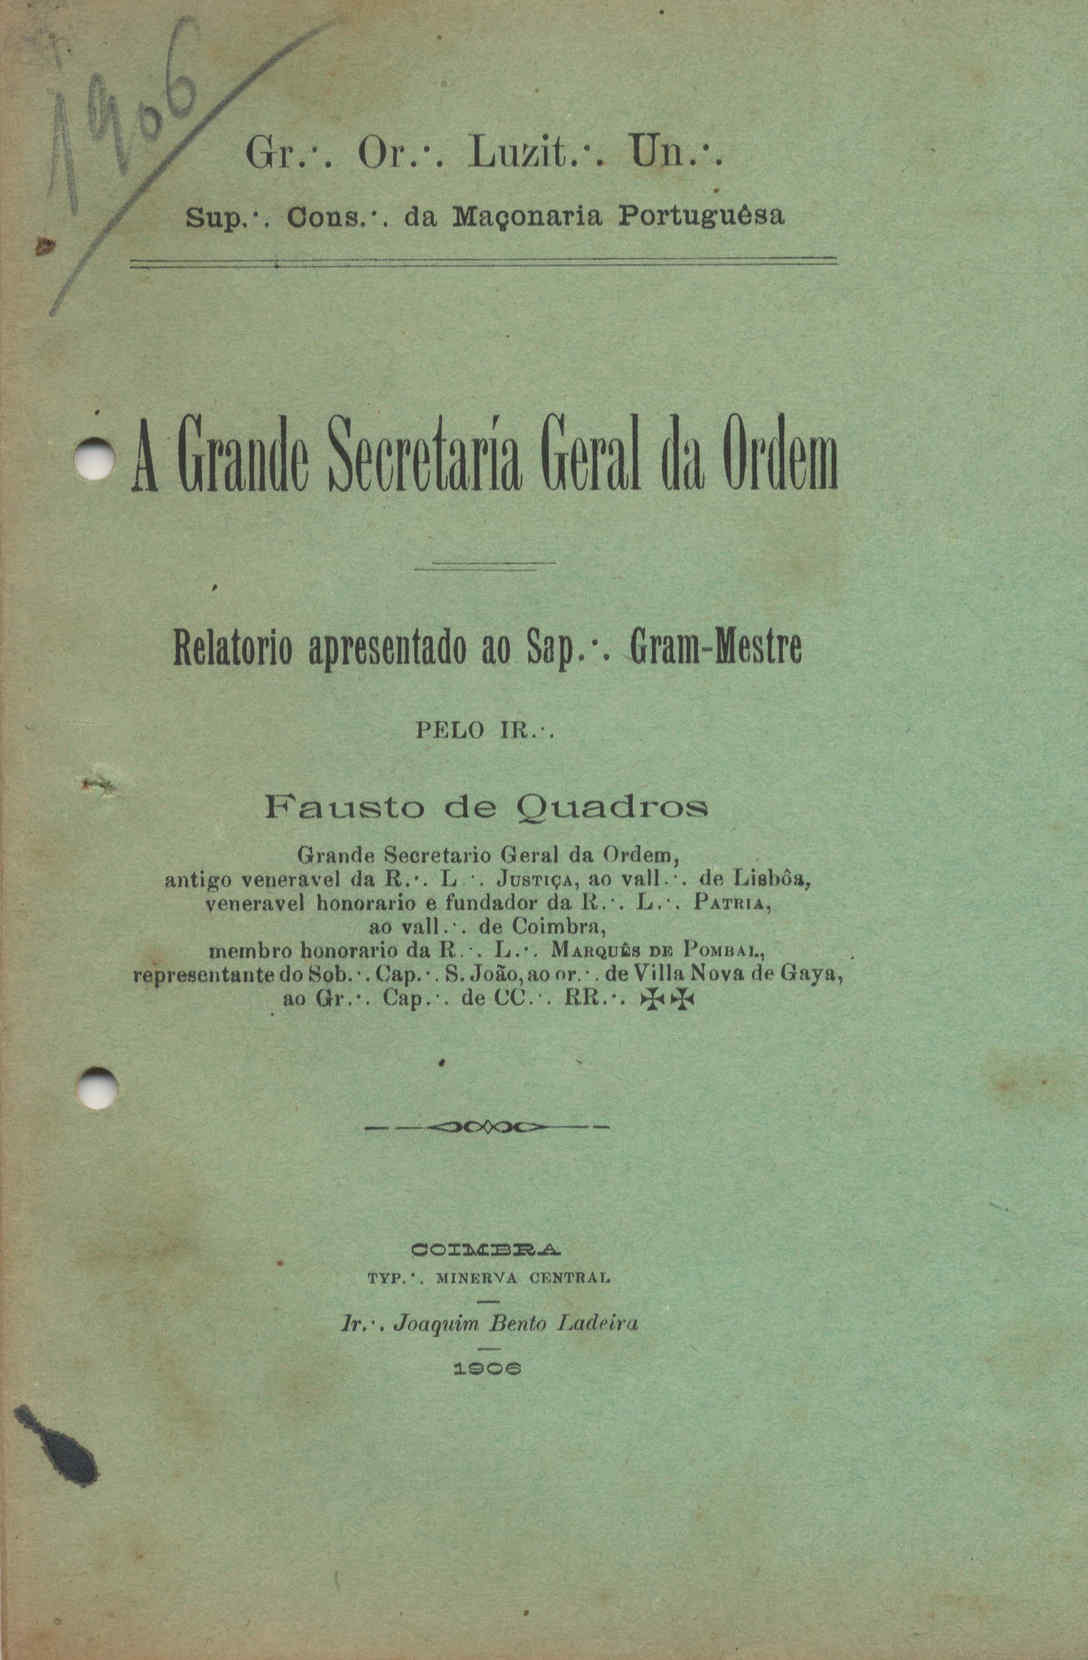 1906
Gr.·. Or.·. Luzit.·. Un.·.
Sup.·. Cons.·. da Maçonaria Portuguêsa
A Grande Secretaría Geral da Ordem
Relatorio apresentado ao Sap.·. Gram-Mestre
PELO IR.·.
Fausto de Quadros
Grande Secretario Geral da Ordem,
antigo veneravel da R.·. L.·. JUSTIÇA, ao vall.·. de Lisbôa,
veneravel honorario e fundador da R.·. L.·. PATRIA,
ao vall.·. de Coimbra,
membro honorario da R.·. L.·. MARQUÊS DE POMBAL,
representante do Sob.·. Cap.·. S. João, ao or.·. de Villa Nova de Gaya,
ao Gr.·. Cap.·. de CC.·. RR.·. ✠✠
COIMBRA
TYP.·. MINERVA CENTRAL
Ir.·. Joaquim Bento Ladeira
1906